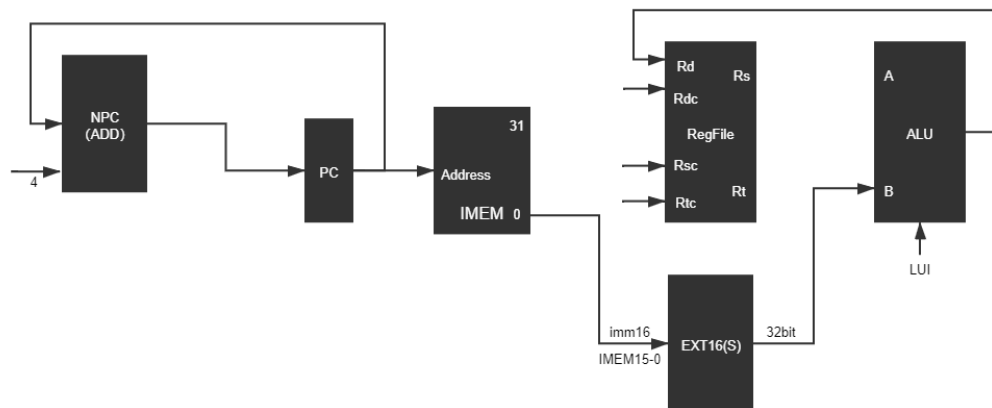 NPC
(ADD)
4
PC
31
Address
IMEM 0
Rd
Rs
Rdc
RegFile
Rsc
Rt
Rtc
A
ALU
B
LUI
imm16
IMEM15-0
EXT16(S)
32bit